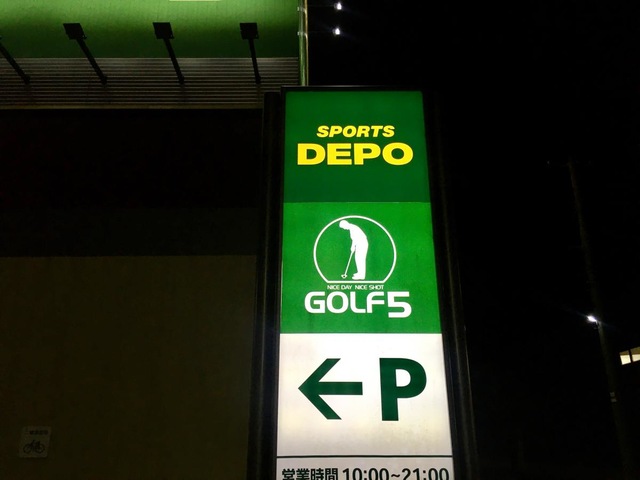 SPORTS
DEPO
NICE DAY NICE SHOT
GOLF5
←P
営業時間 10:00~21:00